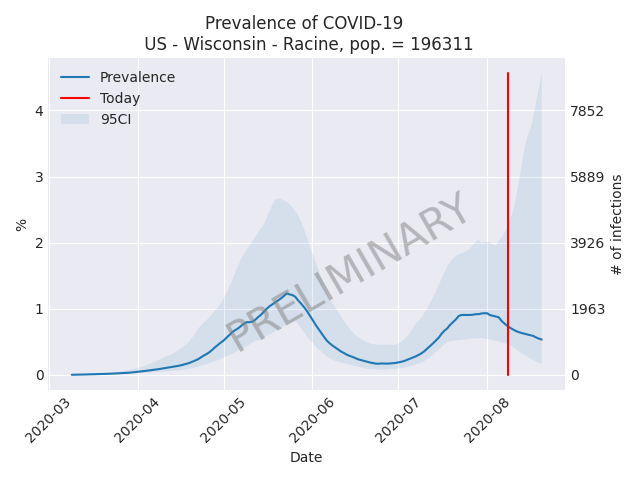 Prevalence of COVID-19
US - Wisconsin - Racine, pop. = 196311
Prevalence
Today
95CI
4
3
2
1
0
%
7852
5889
3926
1963
0
# of infections
PRELIMINARY
2020-03
2020-04
2020-05
2020-06
2020-07
2020-08
Date